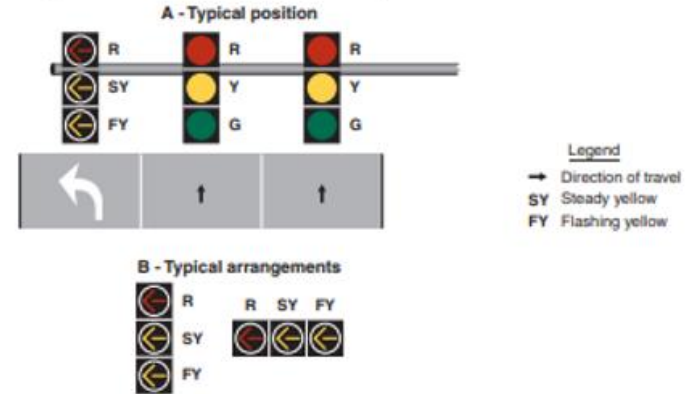 A - Typical position
R R R
SY Y Y
FY G G
Legend
Direction of travel
SY Steady yellow
FY Flashing yellow
B - Typical arrangements
R
SY
FY
R SY FY